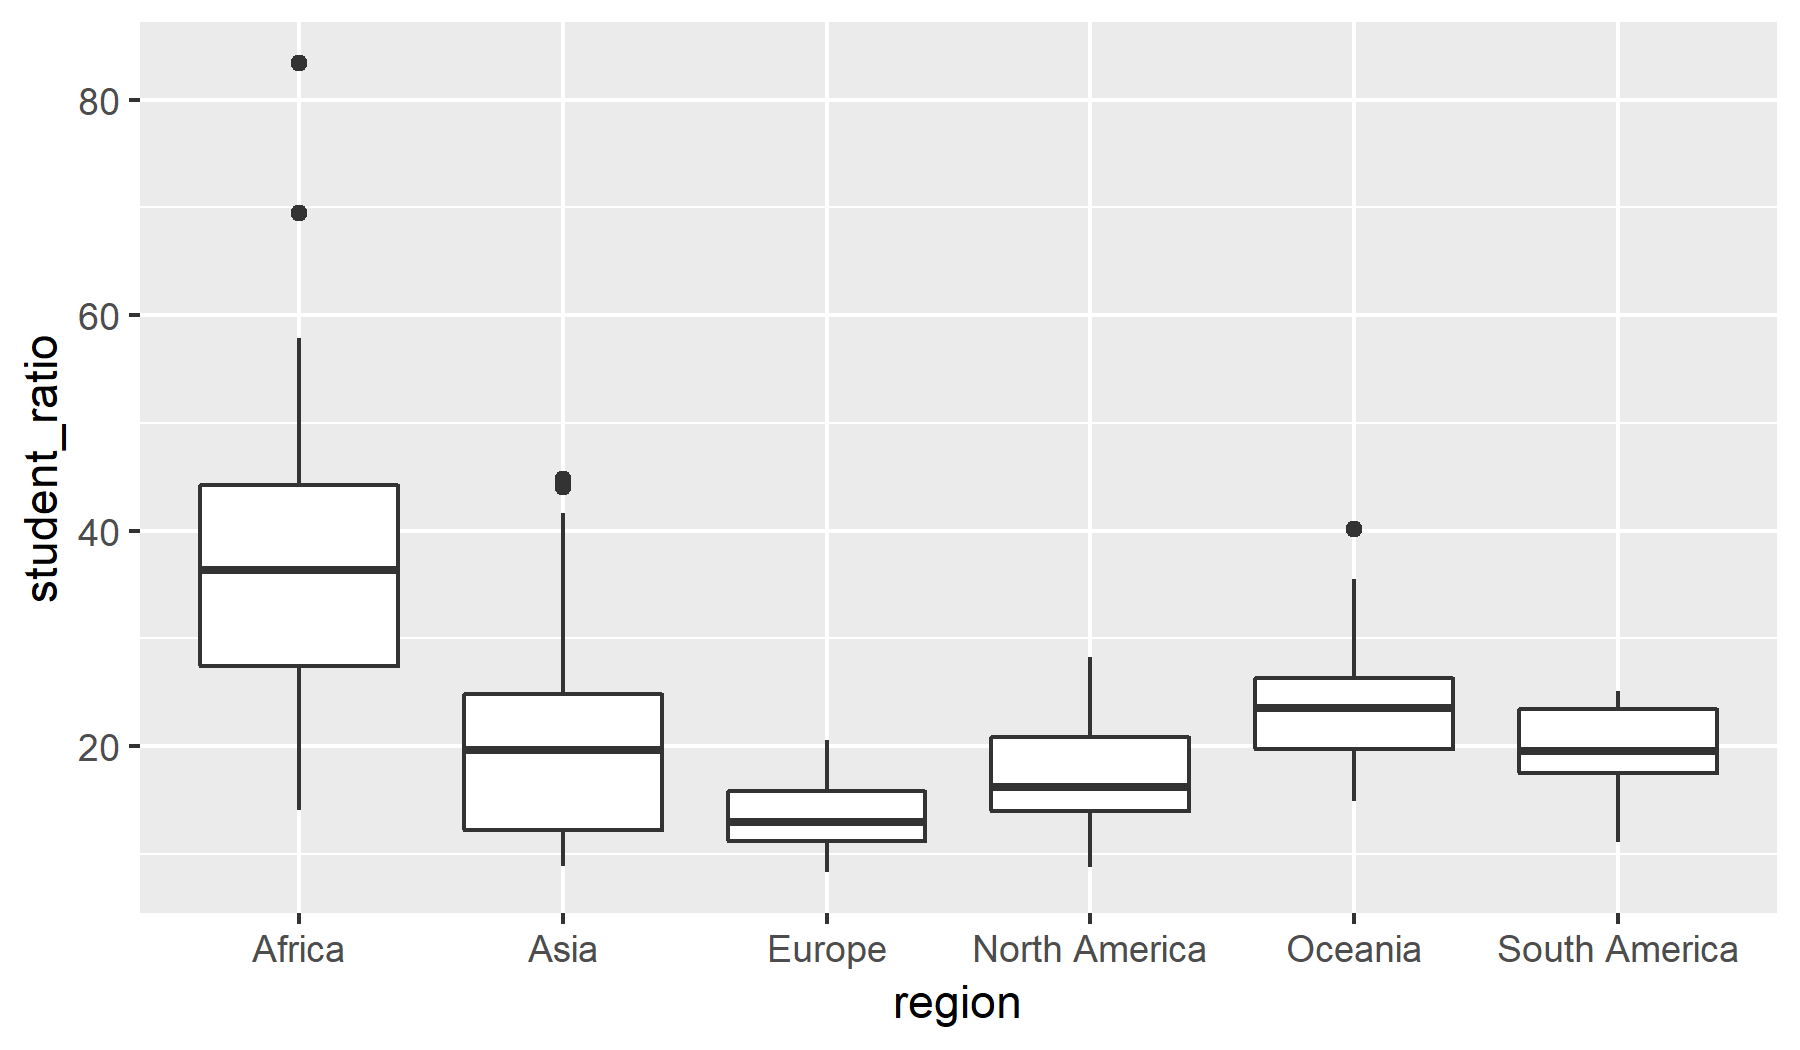 student_ratio
80
60
40
20
Africa
Asia
Europe
North America
Oceania
South America
region